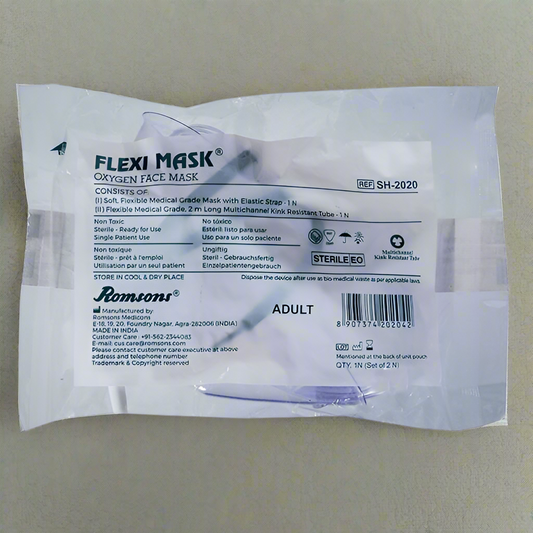 FLEXI MASK®
OXYGEN FACE MASK
REF SH-2020
CONSISTS OF:
(I) Soft, Flexible Medical Grade Mask with Elastic Strap - 1 N
(II) Flexible Medical Grade, 2 m Long Multichannel Kink Resistant Tube - 1 N
Non Toxic
Sterile - Ready for Use
Single Patient Use
No tóxico
Estéril listo para usar
Uso para un solo paciente
Non toxique
Sterile - prêt à l'emploi
Utilisation par un seul patient
Ungiftig
Steril - Gebrauchsfertig
Einzelpatientengebrauch
Multichannel
Kink Resistant Tube
STERILE EO
STORE IN COOL & DRY PLACE
Dispose the device after use as bio medical waste as per applicable laws.
Romsons®
Manufactured by
Romsons Medicans
E-18, 19, 20, Foundry Nagar, Agra-282006 (INDIA)
MADE IN INDIA
Customer Care : +91-562-2344083
E-mail: cus.care@romsons.com
Please contact customer care executive at above
address and telephone number
Trademark & Copyright reserved
ADULT
8907374202042
LOT
Mentioned at the back of unit pouch
QTY. 1N (Set of 2 N)